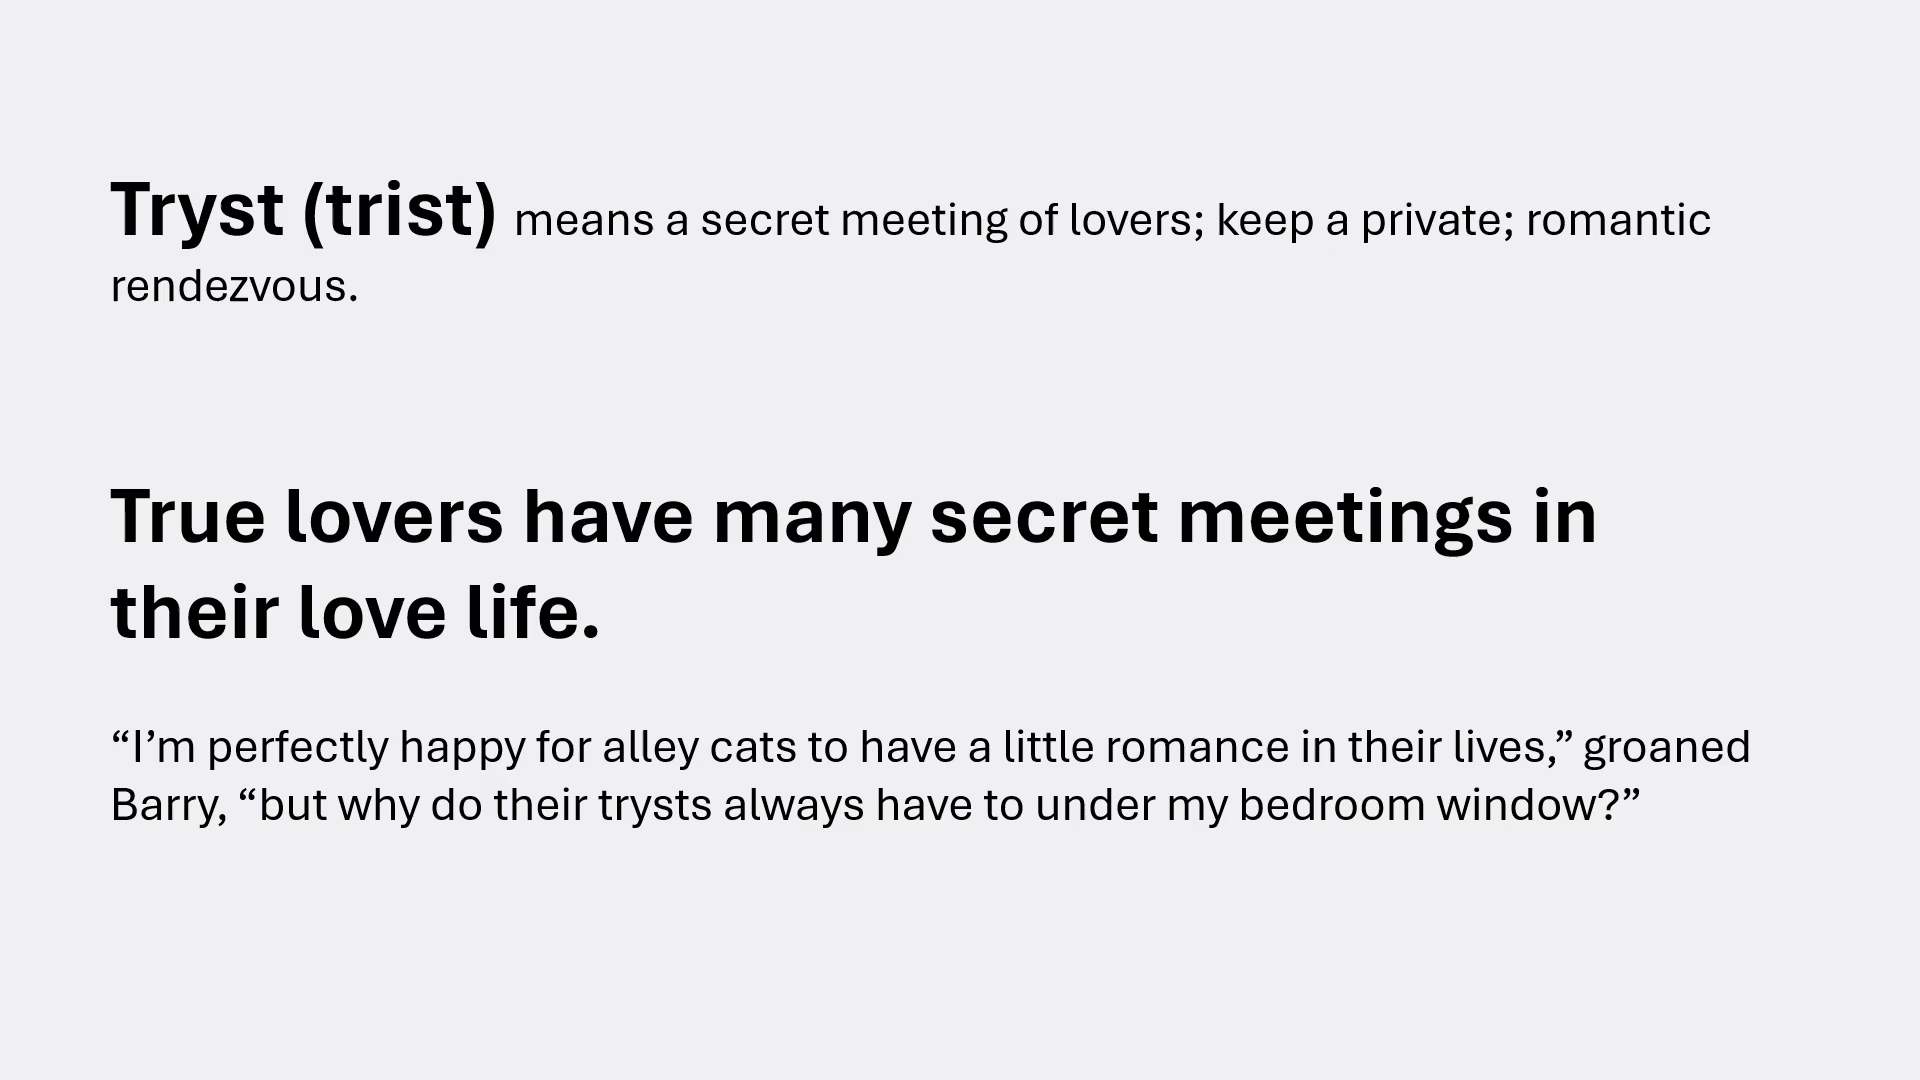 Tryst (trist) means a secret meeting of lovers; keep a private; romantic
rendezvous.
True lovers have many secret meetings in
their love life.
“I’m perfectly happy for alley cats to have a little romance in their lives,” groaned
Barry, “but why do their trysts always have to under my bedroom window?”